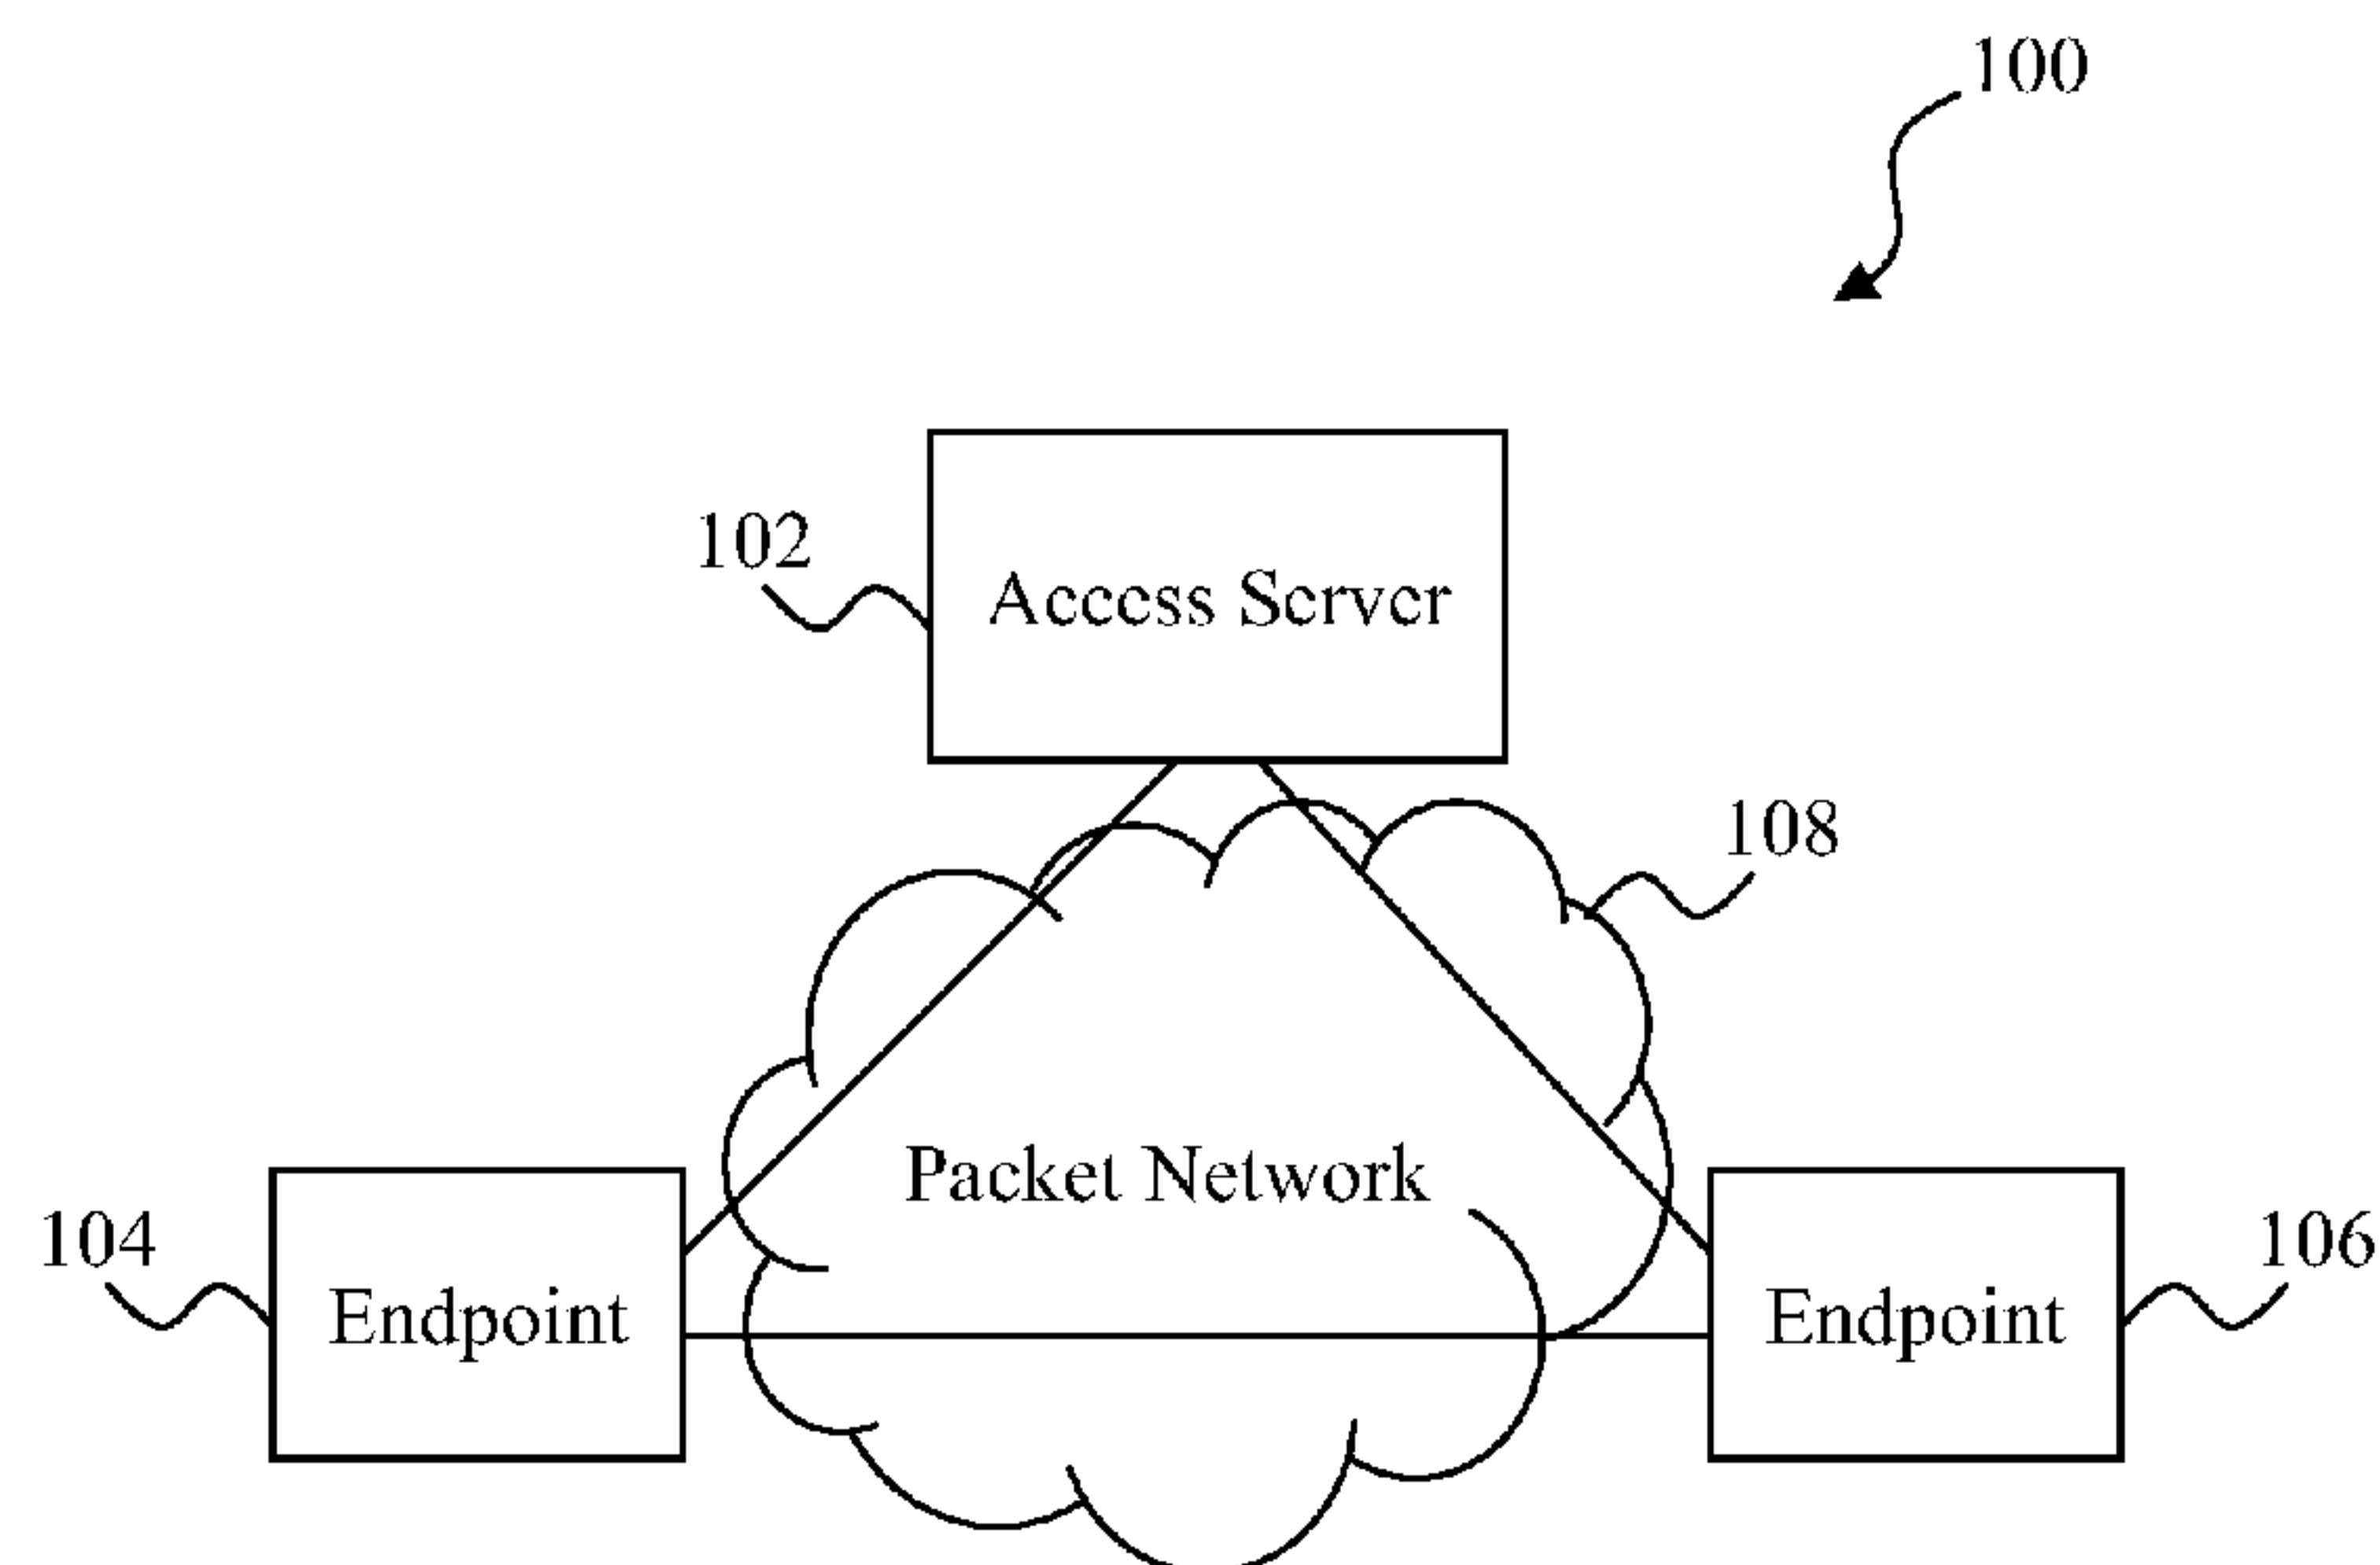 100
102
Access Server
108
Packet Network
104
106
Endpoint
Endpoint